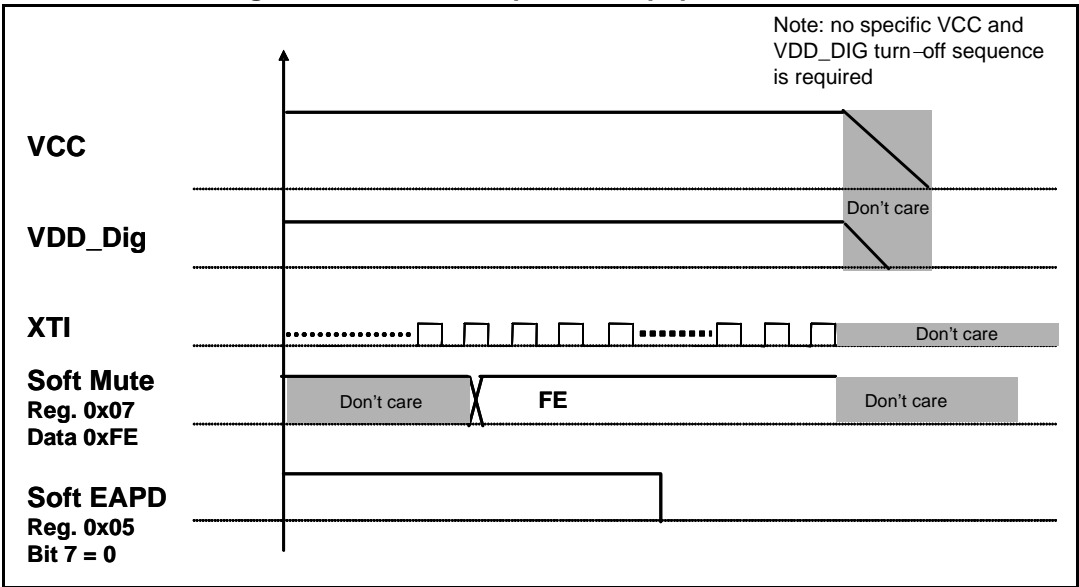 Note: no specific VCC and
VDD_DIG turn–off sequence
is required
VCC
Don't care
VDD_Dig
XTI
Don't care
Soft Mute
Reg. 0x07
Data 0xFE
Don't care
FE
Don't care
Soft EAPD
Reg. 0x05
Bit 7 = 0